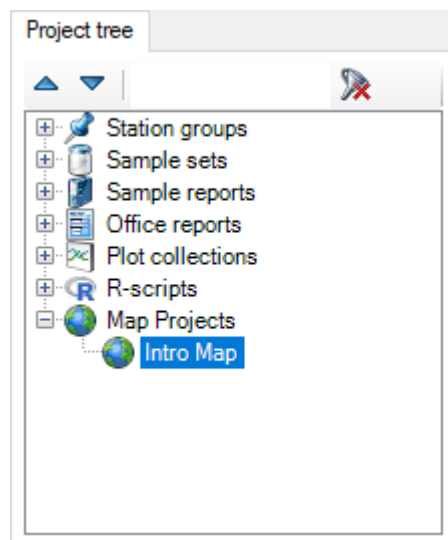 Project tree
Station groups
Sample sets
Sample reports
Office reports
Plot collections
R-scripts
Map Projects
Intro Map